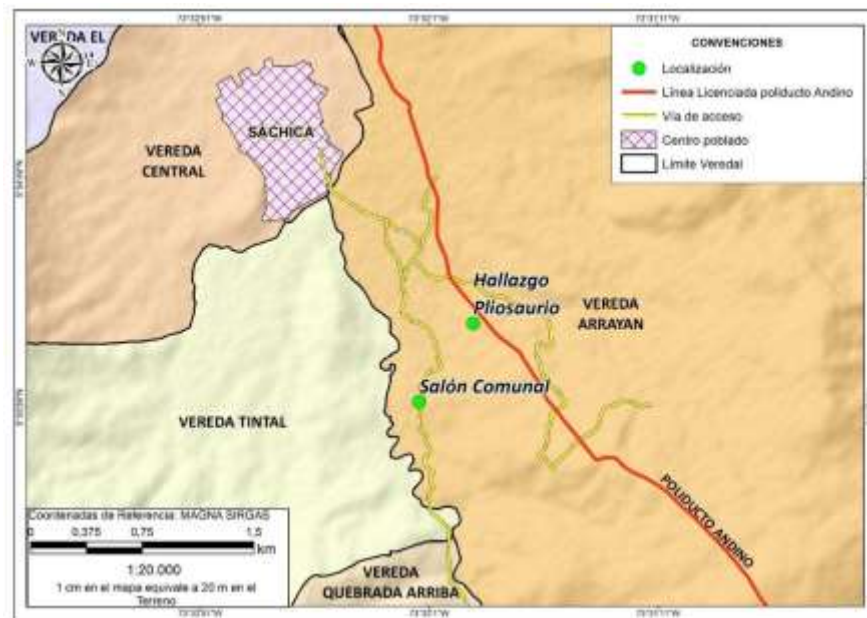 VEREDA EL
N
W
E
S
SÁCHICA
VEREDA
CENTRAL
CONVENCIONES
Localización
Línea Licenciada poliducto Andino
Vía de acceso
Centro poblado
Límite Veredal
Hallazgo
Pliosaurio
VEREDA
ARRAYAN
Salón Comunal
VEREDA TINTAL
POLIDUCTO ANDINO
Coordenadas de Referencia: MAGNA SIRGAS
0 0,375 0,75 1,5
km
1:20.000
1 cm en el mapa equivale a 20 m en el
Terreno
VEREDA
QUEBRADA ARRIBA